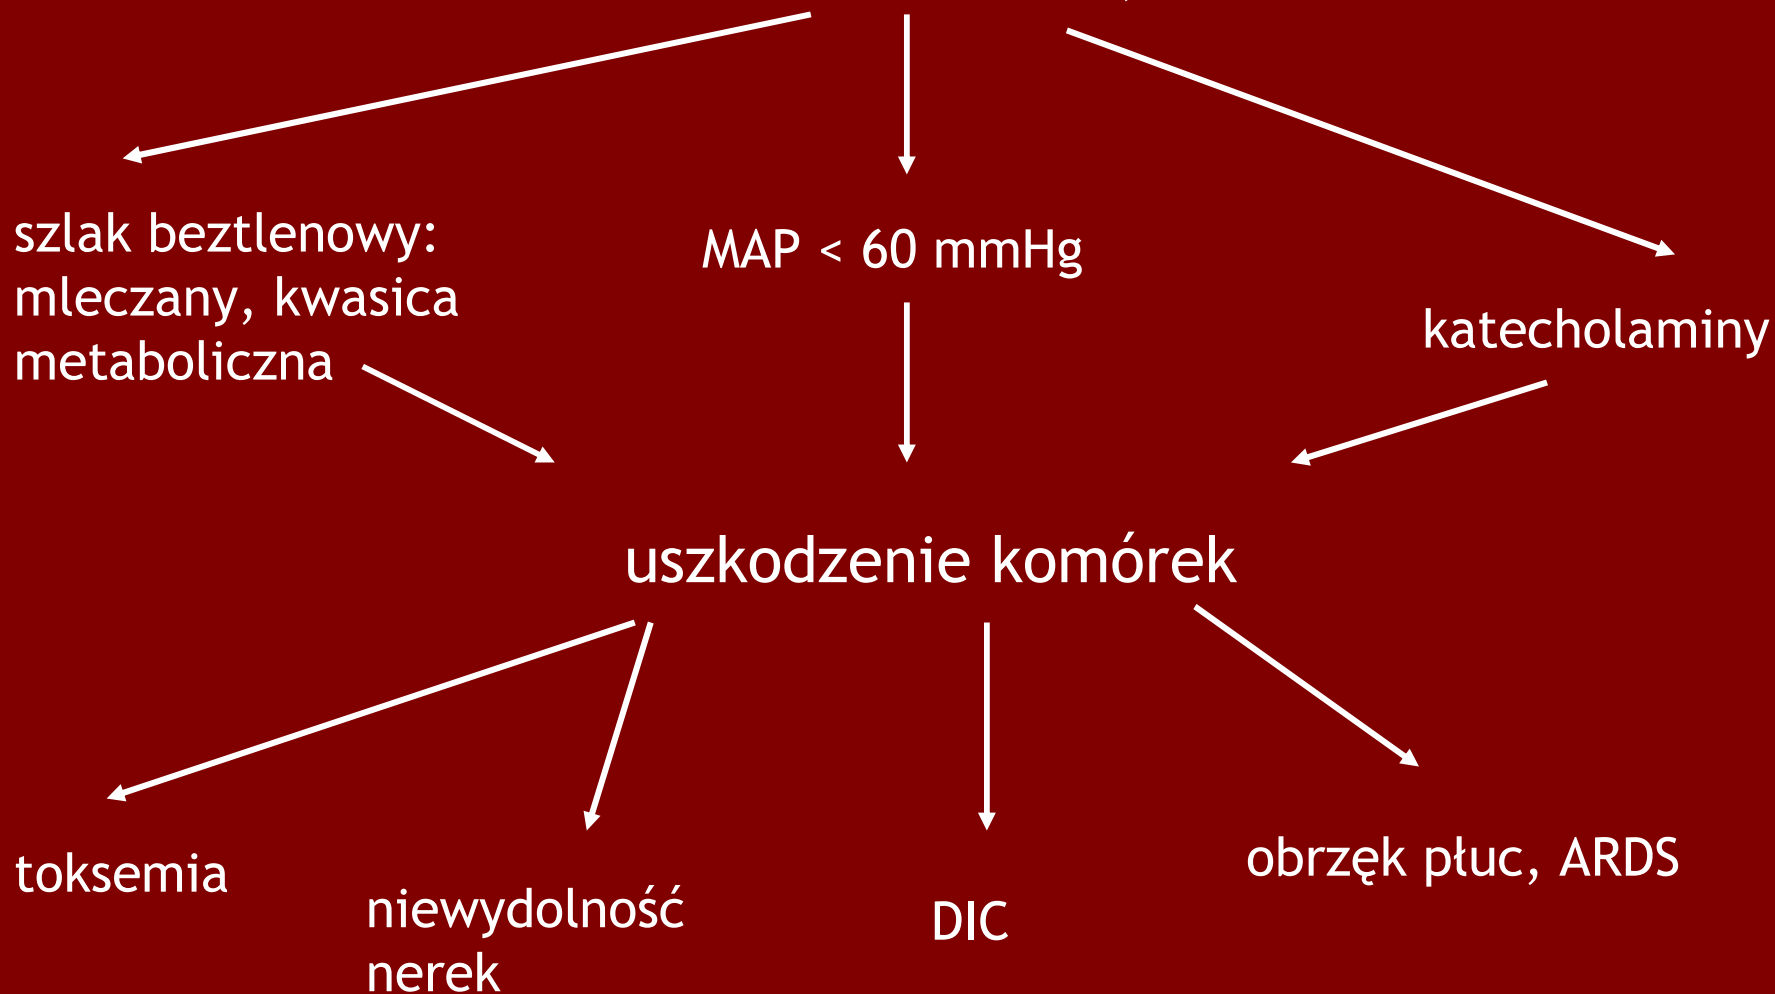 szlak beztlenowy:
mleczany, kwasica
metaboliczna
MAP < 60 mmHg
katecholaminy
uszkodzenie komórek
toksemia
niewydolność
nerek
DIC
obrzęk płuc, ARDS